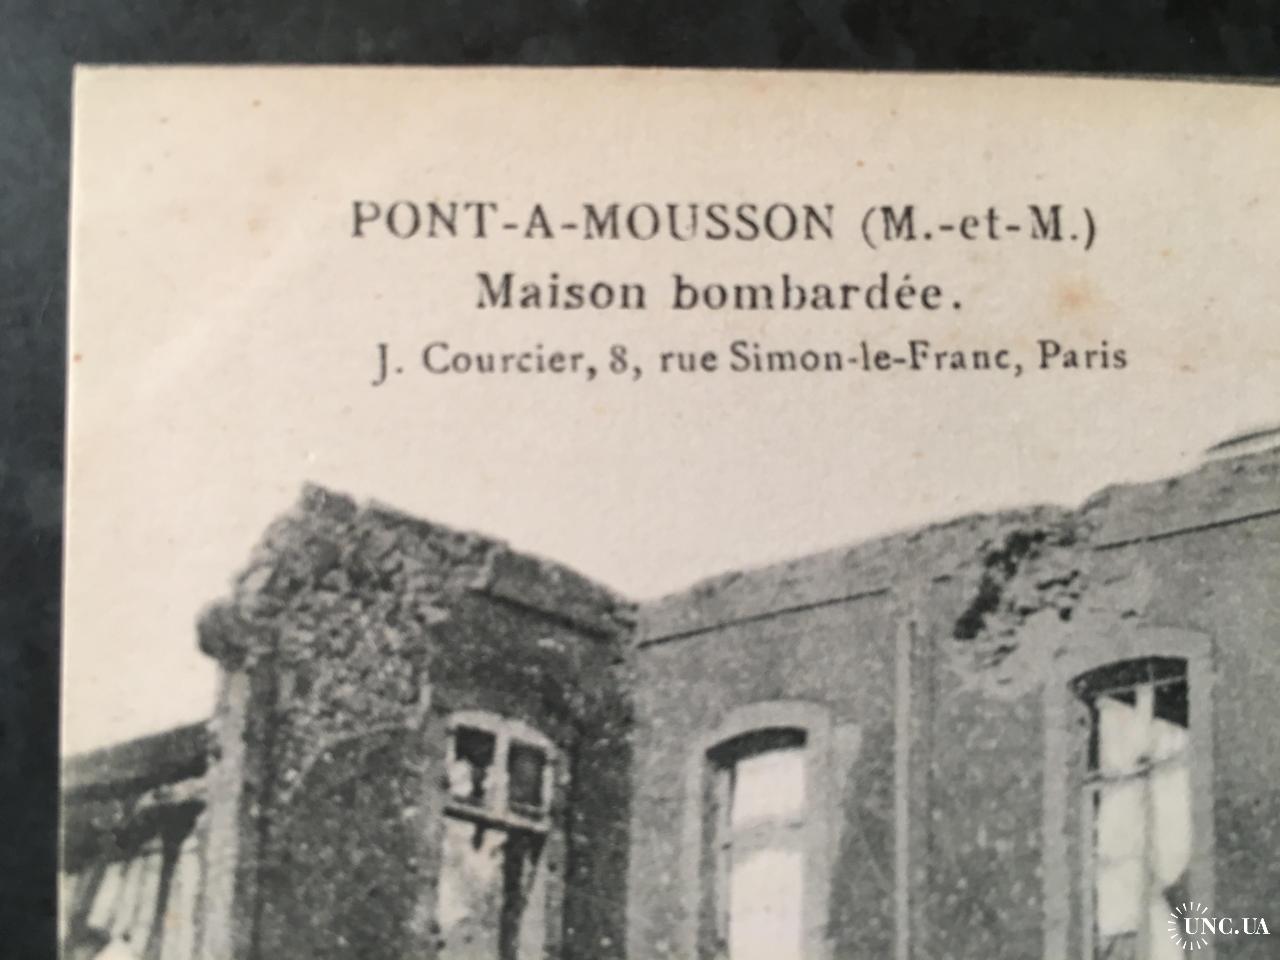 PONT-A-MOUSSON (M.-et-M.)
Maison bombardée.
J. Courcier, 8, rue Simon-le-Franc, Paris
UNC.UA